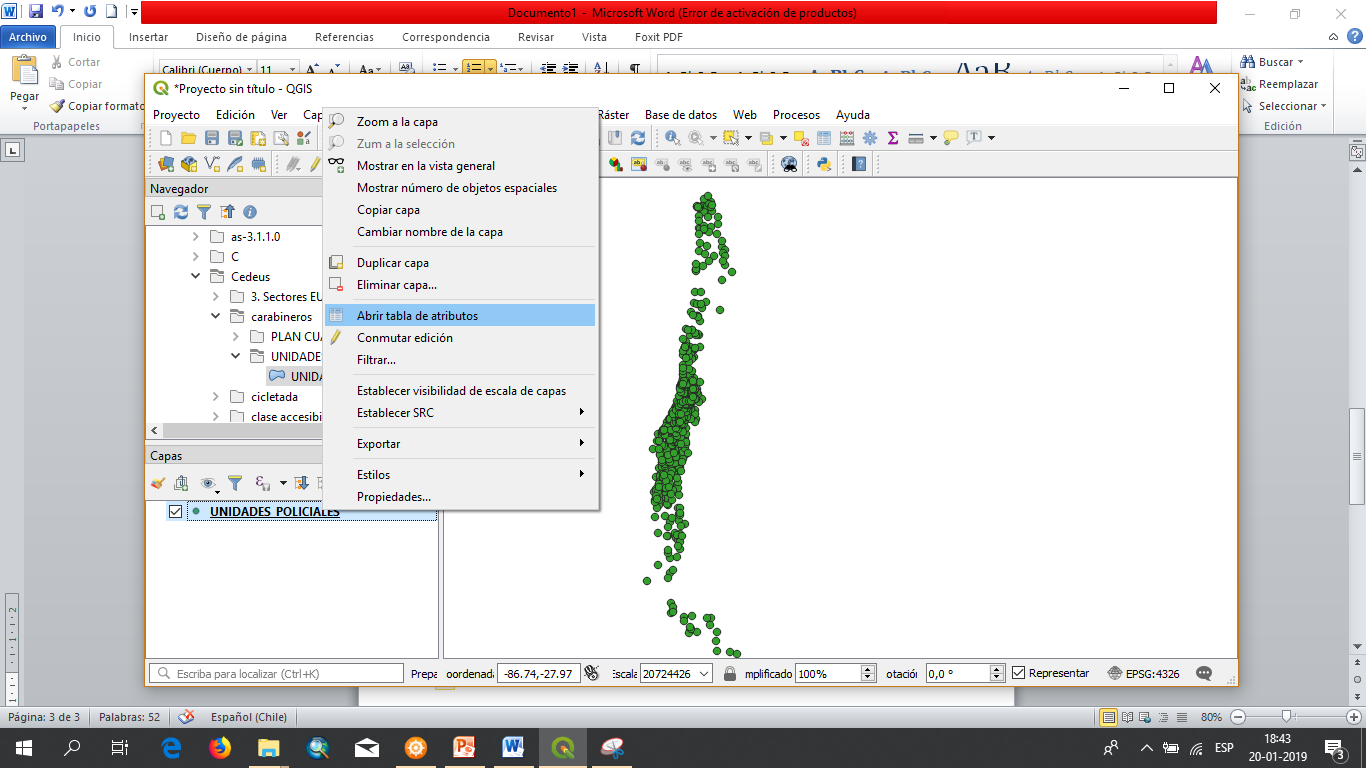 Documento1 - Microsoft Word (Error de activación de productos)
Archivo Inicio Insertar Diseño de página Referencias Correspondencia Revisar Vista Foxit PDF
Pegar
Cortar
Copiar
Copiar formato
Portapapeles
Calibri (Cuerpo) 11
Buscar
Reemplazar
Seleccionar
Edición
*Proyecto sin título - QGIS
Proyecto Edición Ver Cap Ráster Base de datos Web Procesos Ayuda
Zoom a la capa
Zum a la selección
Mostrar en la vista general
Mostrar número de objetos espaciales
Copiar capa
Cambiar nombre de la capa
Duplicar capa
Eliminar capa...
Abrir tabla de atributos
Conmutar edición
Filtrar...
Establecer visibilidad de escala de capas
Establecer SRC
Exportar
Estilos
Propiedades...
Navegador
as-3.1.1.0
C
Cedeus
3. Sectores EU
carabineros
PLAN CUA
UNIDADE
UNIDA
cicletada
clase accesibi
Capas
UNIDADES POLICIALES
Escriba para localizar (Ctrl+K) Prepa oordenada -86.74,-27.97 Escala 20724426 mplificado 100% otación 0,0 ° Representar EPSG:4326
Página: 3 de 3 Palabras: 52 Español (Chile) 80%
ESP 18:43
20-01-2019
3